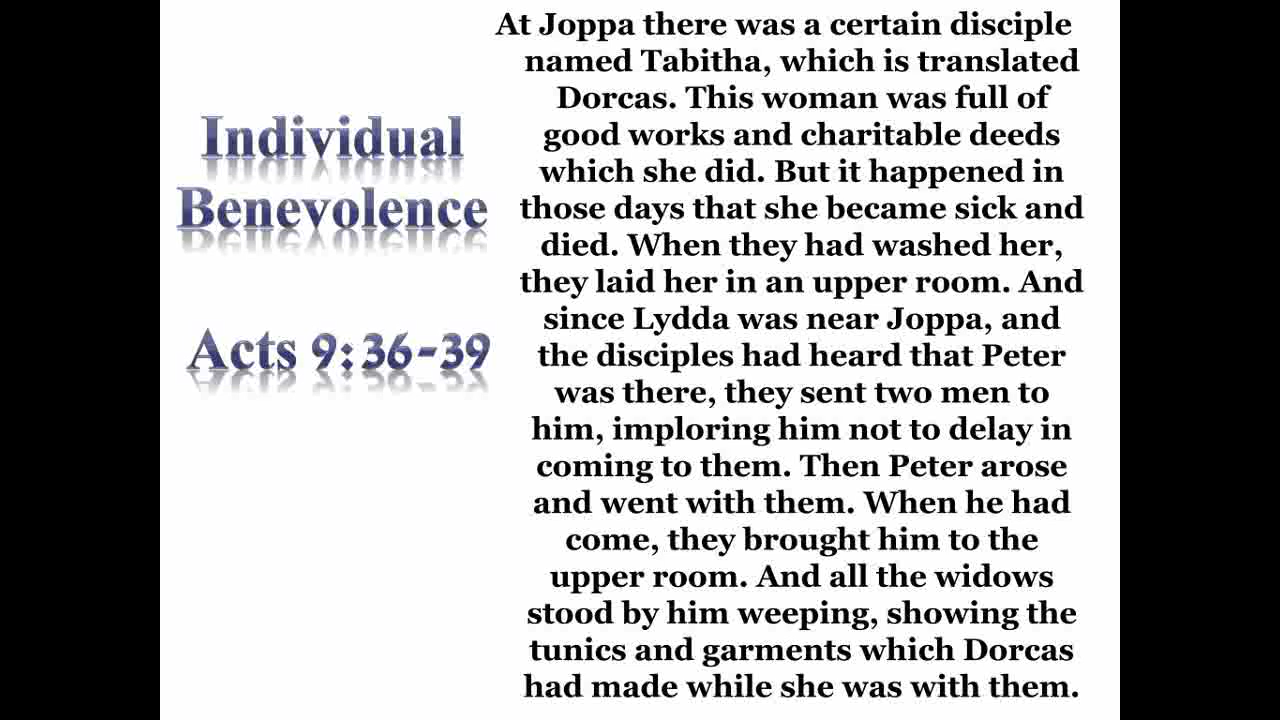 Individual
Benevolence
Acts 9:36-39
At Joppa there was a certain disciple
named Tabitha, which is translated
Dorcas. This woman was full of
good works and charitable deeds
which she did. But it happened in
those days that she became sick and
died. When they had washed her,
they laid her in an upper room. And
since Lydda was near Joppa, and
the disciples had heard that Peter
was there, they sent two men to
him, imploring him not to delay in
coming to them. Then Peter arose
and went with them. When he had
come, they brought him to the
upper room. And all the widows
stood by him weeping, showing the
tunics and garments which Dorcas
had made while she was with them.